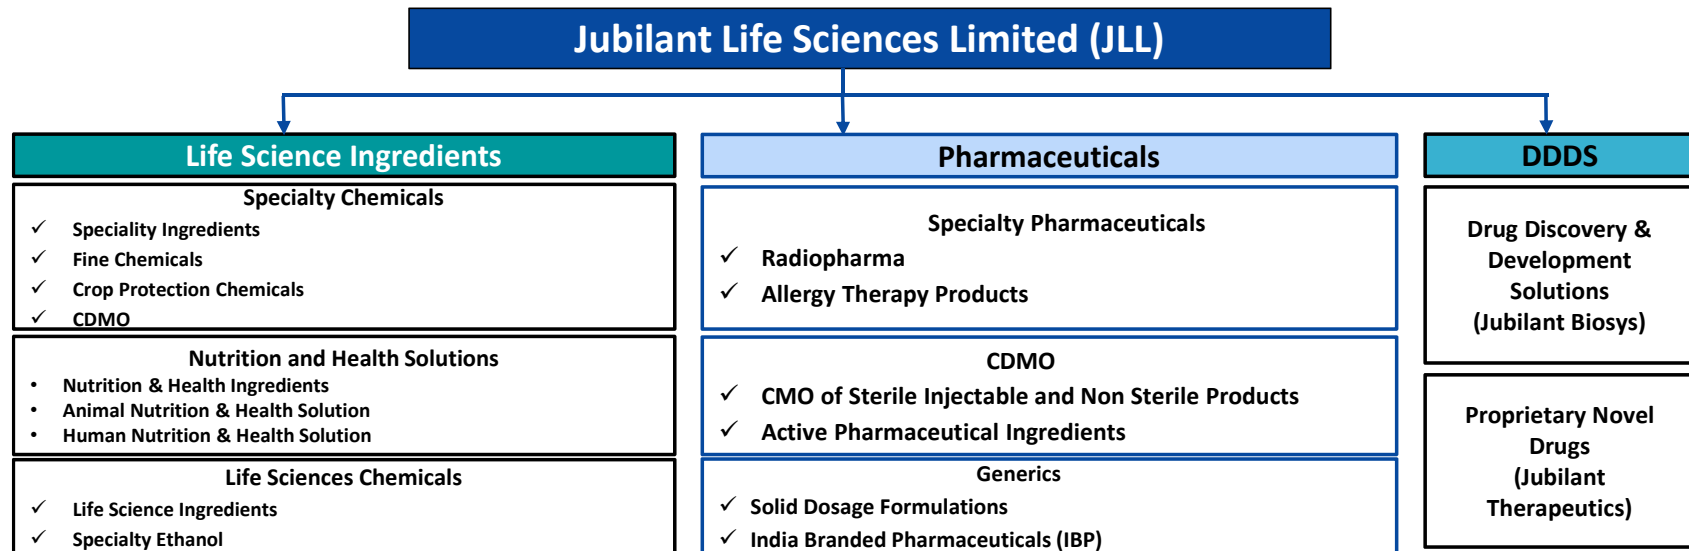 Jubilant Life Sciences Limited (JLL)
Life Science Ingredients
Specialty Chemicals
✓ Speciality Ingredients
✓ Fine Chemicals
✓ Crop Protection Chemicals
✓ CDMO
Nutrition and Health Solutions
• Nutrition & Health Ingredients
• Animal Nutrition & Health Solution
• Human Nutrition & Health Solution
Life Sciences Chemicals
✓ Life Science Ingredients
✓ Specialty Ethanol
Pharmaceuticals
Specialty Pharmaceuticals
✓ Radiopharma
✓ Allergy Therapy Products
CDMO
✓ CMO of Sterile Injectable and Non Sterile Products
✓ Active Pharmaceutical Ingredients
Generics
✓ Solid Dosage Formulations
✓ India Branded Pharmaceuticals (IBP)
DDDS
Drug Discovery &
Development
Solutions
(Jubilant Biosys)
Proprietary Novel
Drugs
(Jubilant
Therapeutics)